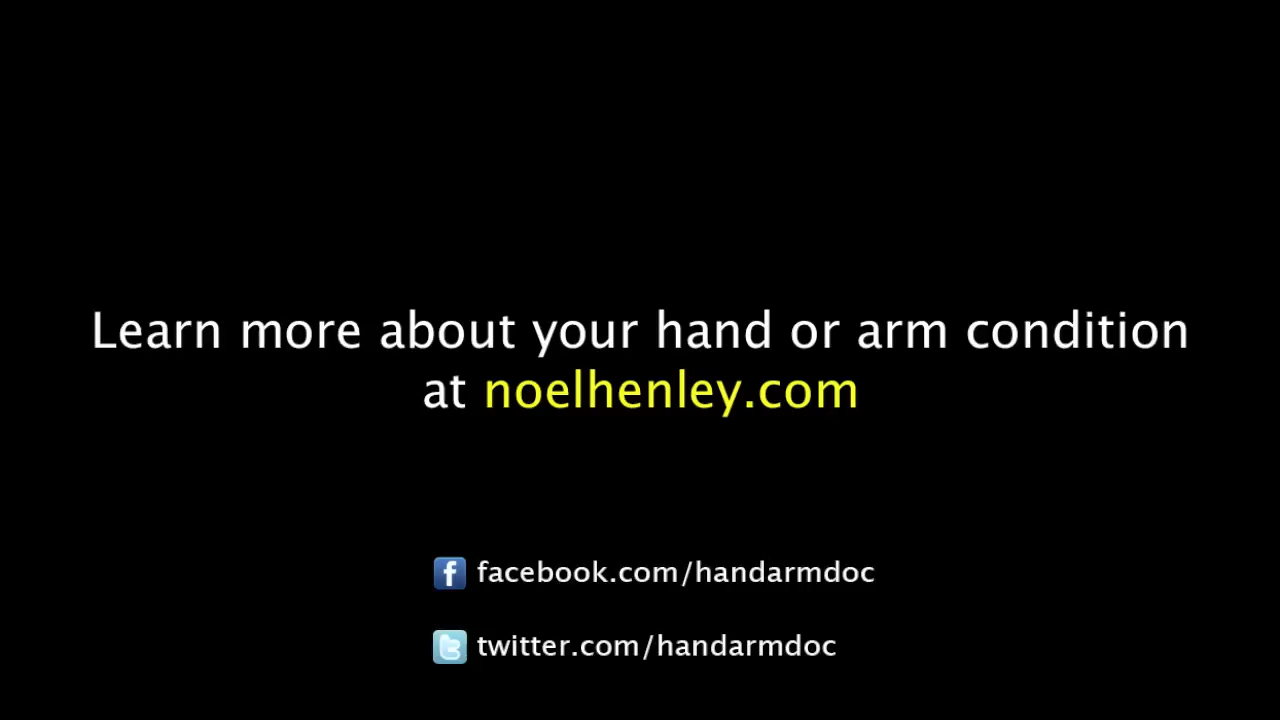 Learn more about your hand or arm condition
at noelhenley.com
facebook.com/handarmdoc
twitter.com/handarmdoc